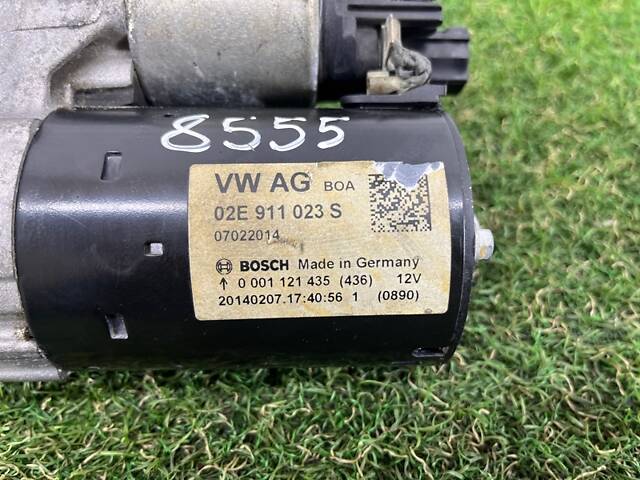 8555
VW AG BOA
02E 911 023 S
07022014
BOSCH Made in Germany
↑ 0 001 121 435 (436) 12V
20140207.17:40:56 1 (0890)